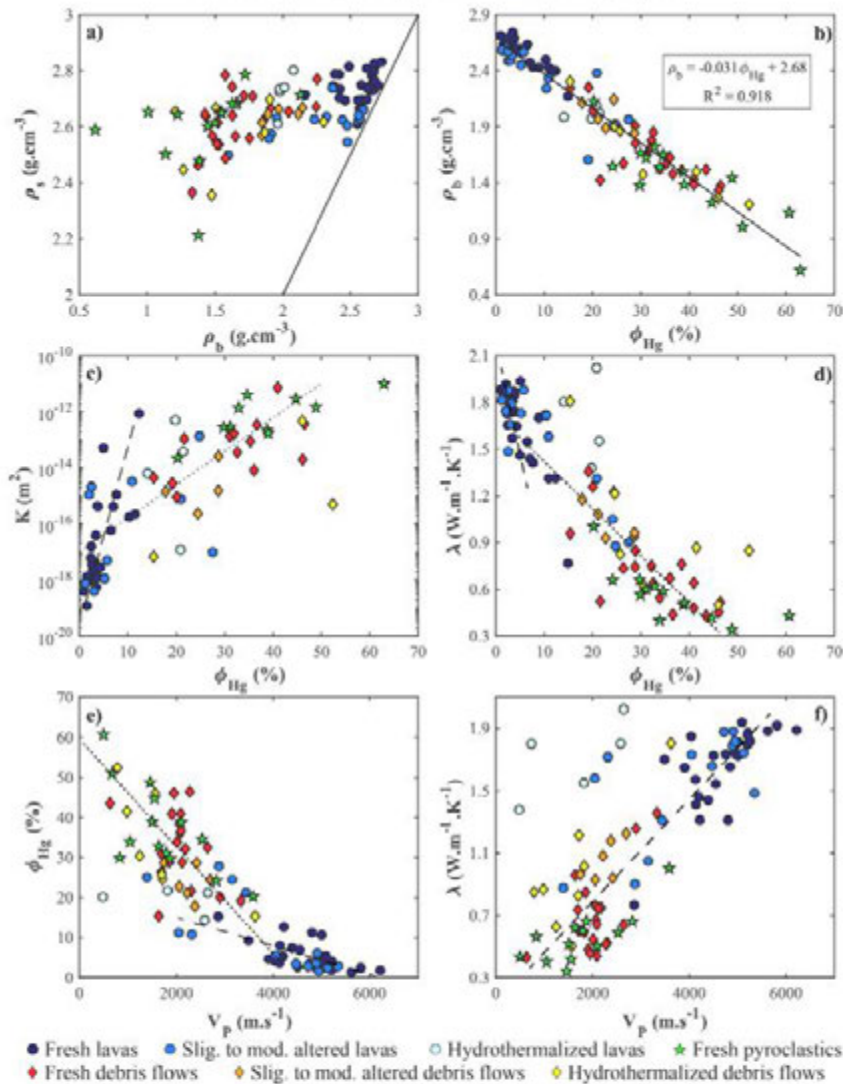 a)
3
2.8
2.6
2.4
2.2
2
ρs (g.cm-3)
0.5 1 1.5 2 2.5 3
ρb (g.cm-3)
b)
2.9
2.4
1.9
1.4
0.9
0.4
ρb (g.cm-3)
ρb = -0.031ϕHg + 2.68
R2 = 0.918
0 10 20 30 40 50 60 70
ϕHg (%)
c)
10-10
10-12
10-14
10-16
10-18
10-20
K (m2)
0 10 20 30 40 50 60 70
ϕHg (%)
d)
2.1
1.8
1.5
1.2
0.9
0.6
0.3
λ (W.m-1.K-1)
0 10 20 30 40 50 60 70
ϕHg (%)
e)
70
60
50
40
30
20
10
0
ϕHg (%)
0 2000 4000 6000
VP (m.s-1)
f)
1.9
1.7
1.5
1.3
1.0
0.7
0.5
0.3
λ (W.m-1.K-1)
0 2000 4000 6000
VP (m.s-1)
Fresh lavas Slig. to mod. altered lavas Hydrothermalized lavas Fresh pyroclastics
Fresh debris flows Slig. to mod. altered debris flows Hydrothermalized debris flows